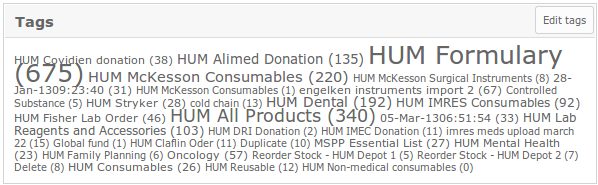 Tags
Edit tags
HUM Covidien donation (38) HUM Alimed Donation (135) HUM Formulary
(675) HUM McKesson Consumables (220) HUM McKesson Surgical Instruments (8) 28-
Jan-1309:23:40 (31) HUM McKesson Consumables (1) engelken instruments import 2 (67) Controlled
Substance (5) HUM Stryker (28) cold chain (13) HUM Dental (192) HUM IMRES Consumables (92)
HUM Fisher Lab Order (46) HUM All Products (340) 05-Mar-1306:51:54 (33) HUM Lab
Reagents and Accessories (103) HUM DRI Donation (2) HUM IMEC Donation (11) imres meds upload march
22 (15) Global fund (1) HUM Claflin Oder (11) Duplicate (10) MSPP Essential List (27) HUM Mental Health
(23) HUM Family Planning (6) Oncology (57) Reorder Stock - HUM Depot 1 (5) Reorder Stock - HUM Depot 2 (7)
Delete (8) HUM Consumables (26) HUM Reusable (12) HUM Non-medical consumables (0)